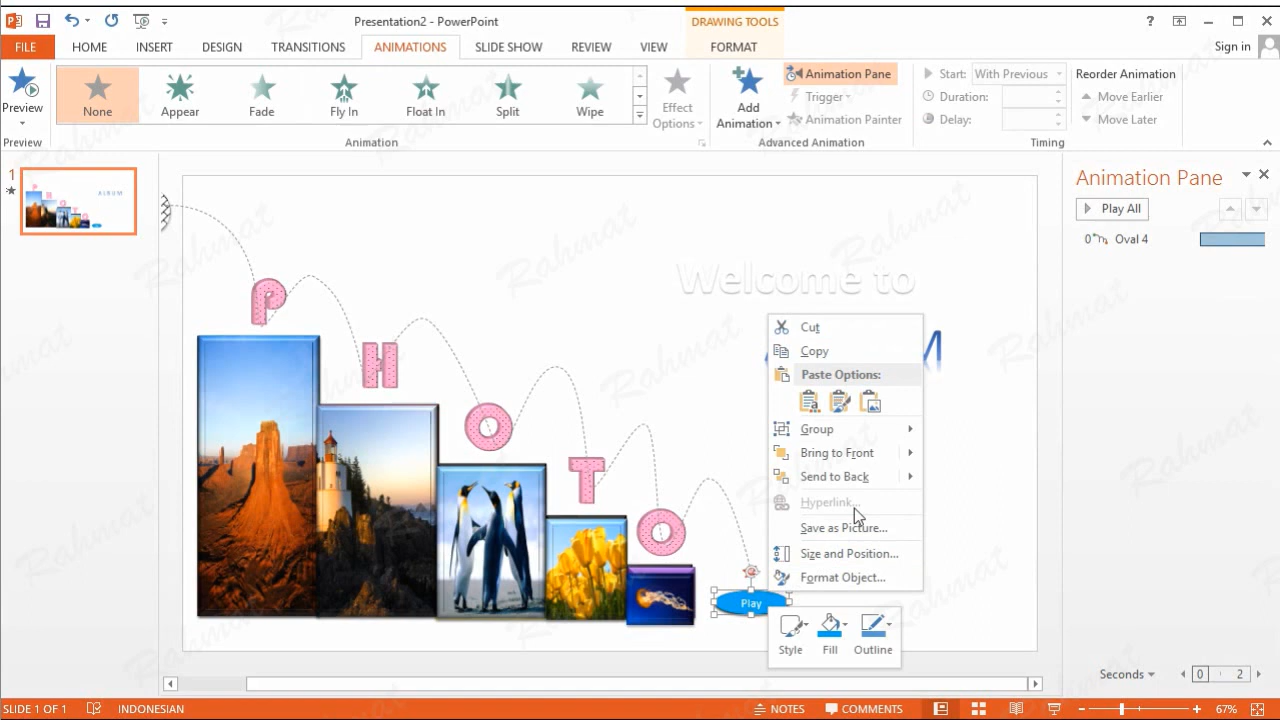 Presentation2 - PowerPoint
DRAWING TOOLS
?
FILE
HOME
INSERT
DESIGN
TRANSITIONS
ANIMATIONS
SLIDE SHOW
REVIEW
VIEW
FORMAT
Sign in
Preview
Preview
None
Appear
Fade
Fly In
Float In
Split
Wipe
Animation
Effect
Options
Add
Animation
Animation Pane
Trigger
Animation Painter
Advanced Animation
Start: With Previous
Duration:
Delay:
Timing
Reorder Animation
Move Earlier
Move Later
1
Animation Pane
Play All
0
Oval 4
Welcome to
P
H
O
T
O
M
Play
Cut
Copy
Paste Options:
Group
Bring to Front
Send to Back
Hyperlink...
Save as Picture...
Size and Position...
Format Object...
Style
Fill
Outline
Seconds
0
2
SLIDE 1 OF 1
INDONESIAN
NOTES
COMMENTS
67%
Rahmat